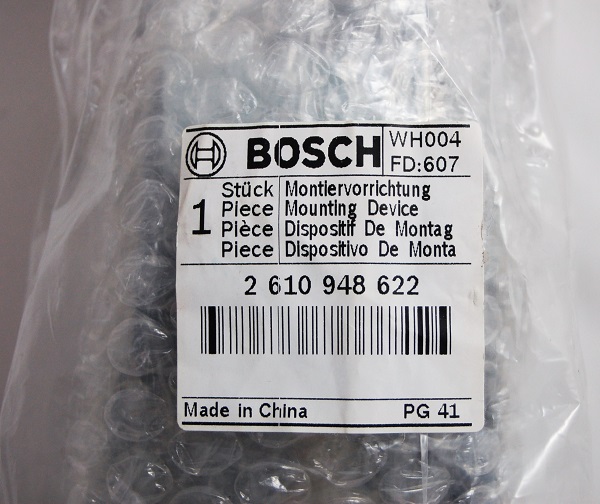 BOSCH WH004
FD:607
1 Stück Montiervorrichtung
Piece Mounting Device
Pièce Dispositif De Montag
Piece Dispositivo De Monta
2 610 948 622
Made in China PG 41